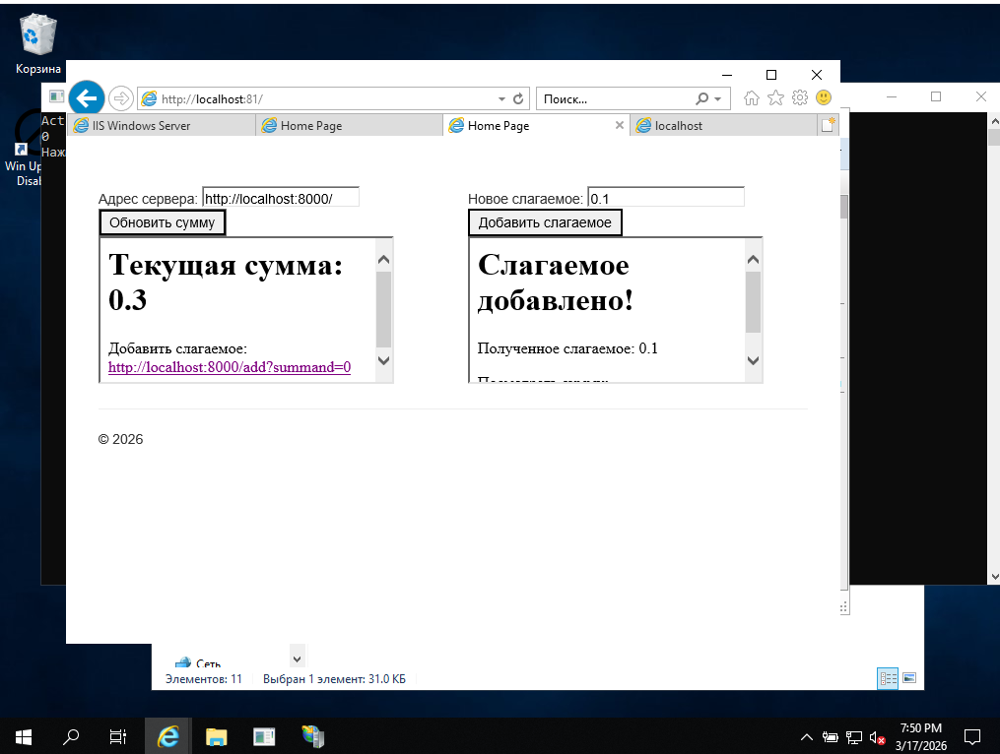 Корзина
Win Up
Disal
Act
0
Наж
http://localhost:81/
Поиск...
IIS Windows Server
Home Page
Home Page
localhost
Адрес сервера: http://localhost:8000/
Обновить сумму
Текущая сумма:
0.3
Добавить слагаемое:
http://localhost:8000/add?summand=0
Новое слагаемое: 0.1
Добавить слагаемое
Слагаемое
добавлено!
Полученное слагаемое: 0.1
© 2026
Сеть
Элементов: 11
Выбран 1 элемент: 31.0 КБ
7:50 PM
3/17/2026